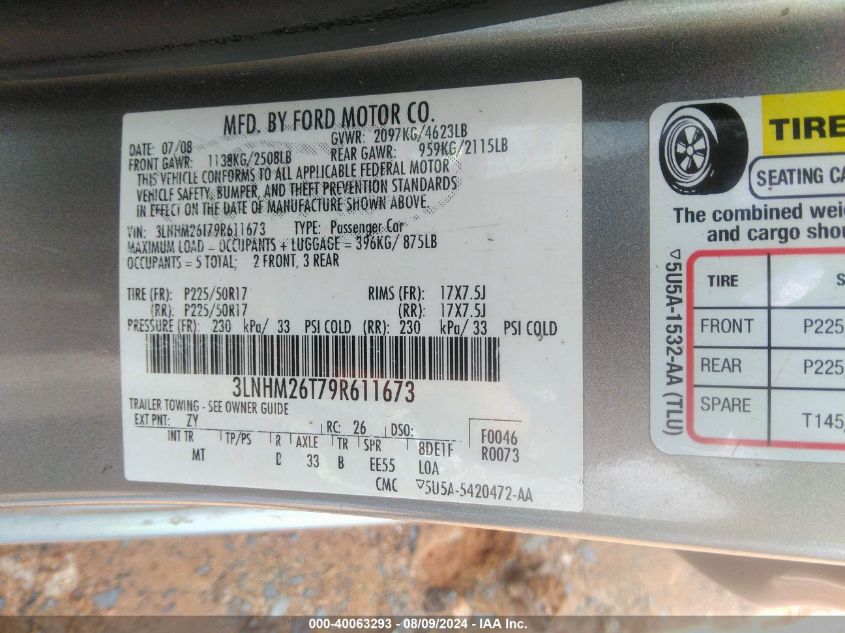 MFD. BY FORD MOTOR CO.
DATE: 07/08 GVWR: 2097KG/4623LB
FRONT GAWR: 1138KG/2508LB REAR GAWR: 959KG/2115LB
THIS VEHICLE CONFORMS TO ALL APPLICABLE FEDERAL MOTOR
VEHICLE SAFETY, BUMPER, AND THEFT PREVENTION STANDARDS
IN EFFECT ON THE DATE OF MANUFACTURE SHOWN ABOVE.
VIN: 3LNHM26T79R611673 TYPE: Passenger Car
MAXIMUM LOAD = OCCUPANTS + LUGGAGE = 396KG/ 875LB
OCCUPANTS = 5 TOTAL; 2 FRONT, 3 REAR
TIRE (FR): P225/50R17 RIMS (FR): 17X7.5J
(RR): P225/50R17 (RR): 17X7.5J
PRESSURE (FR): 230 kPa/ 33 PSI COLD (RR): 230 kPa/ 33 PSI COLD
3LNHM26T79R611673
TRAILER TOWING - SEE OWNER GUIDE
EXT PNT: ZY RC: 26 DSO: F0046
INT TR TP/PS R AXLE TR SPR 8DE1F R0073
MT 33 B EE55 LOA
CMC ▽5U5A-5420472-AA
TIRE
SEATING CA
The combined wei
and cargo shou
TIRE S
FRONT P225
REAR P225
SPARE T145
▽5U5A-1532-AA (TLU)
000-40063293 - 08/09/2024 - IAA Inc.